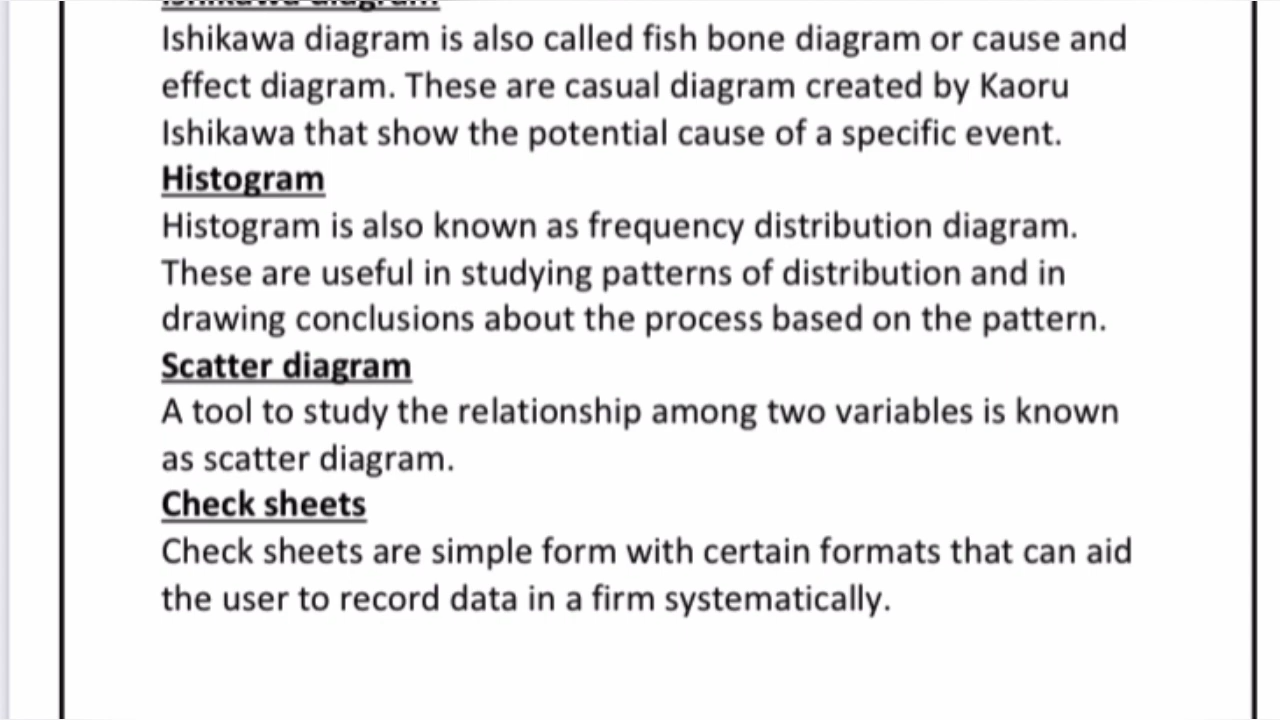 Ishikawa diagram
Ishikawa diagram is also called fish bone diagram or cause and
effect diagram. These are casual diagram created by Kaoru
Ishikawa that show the potential cause of a specific event.
Histogram
Histogram is also known as frequency distribution diagram.
These are useful in studying patterns of distribution and in
drawing conclusions about the process based on the pattern.
Scatter diagram
A tool to study the relationship among two variables is known
as scatter diagram.
Check sheets
Check sheets are simple form with certain formats that can aid
the user to record data in a firm systematically.